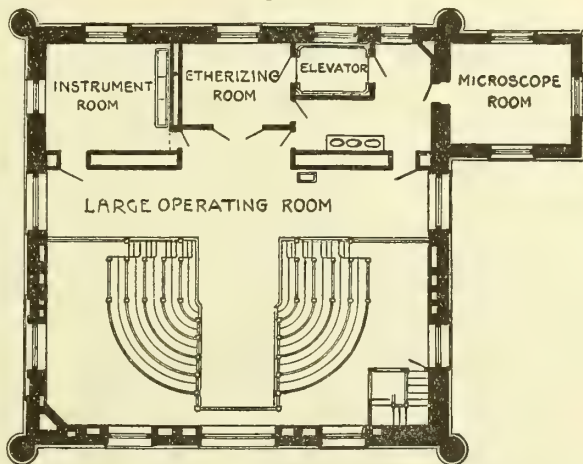 INSTRUMENT
ROOM
ETHERIZING
ROOM
ELEVATOR
MICROSCOPE
ROOM
LARGE OPERATING ROOM